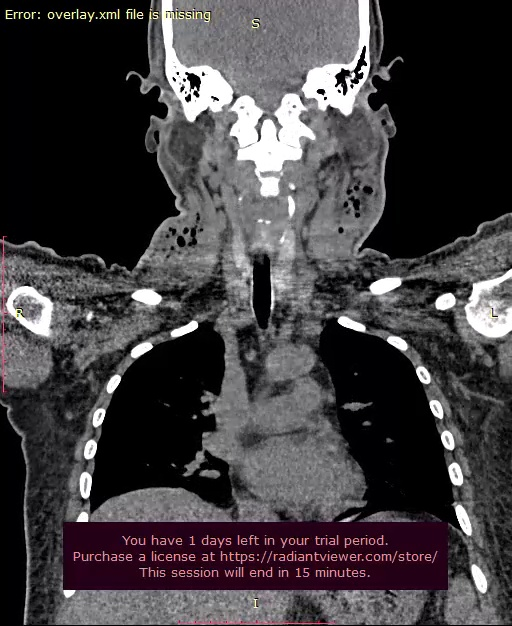 Error: overlay.xml file is missing
S
R
L
You have 1 days left in your trial period.
Purchase a license at https://radiantviewer.com/store/
This session will end in 15 minutes.
I